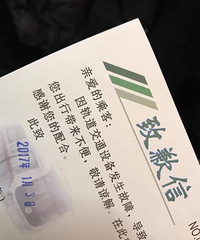 致歉信
亲爱的乘客：
因轨道交通设备发生故障，导致
您出行带来不便，敬请谅解。在此
感谢您的配合。
此致
2017年1月3日
NO